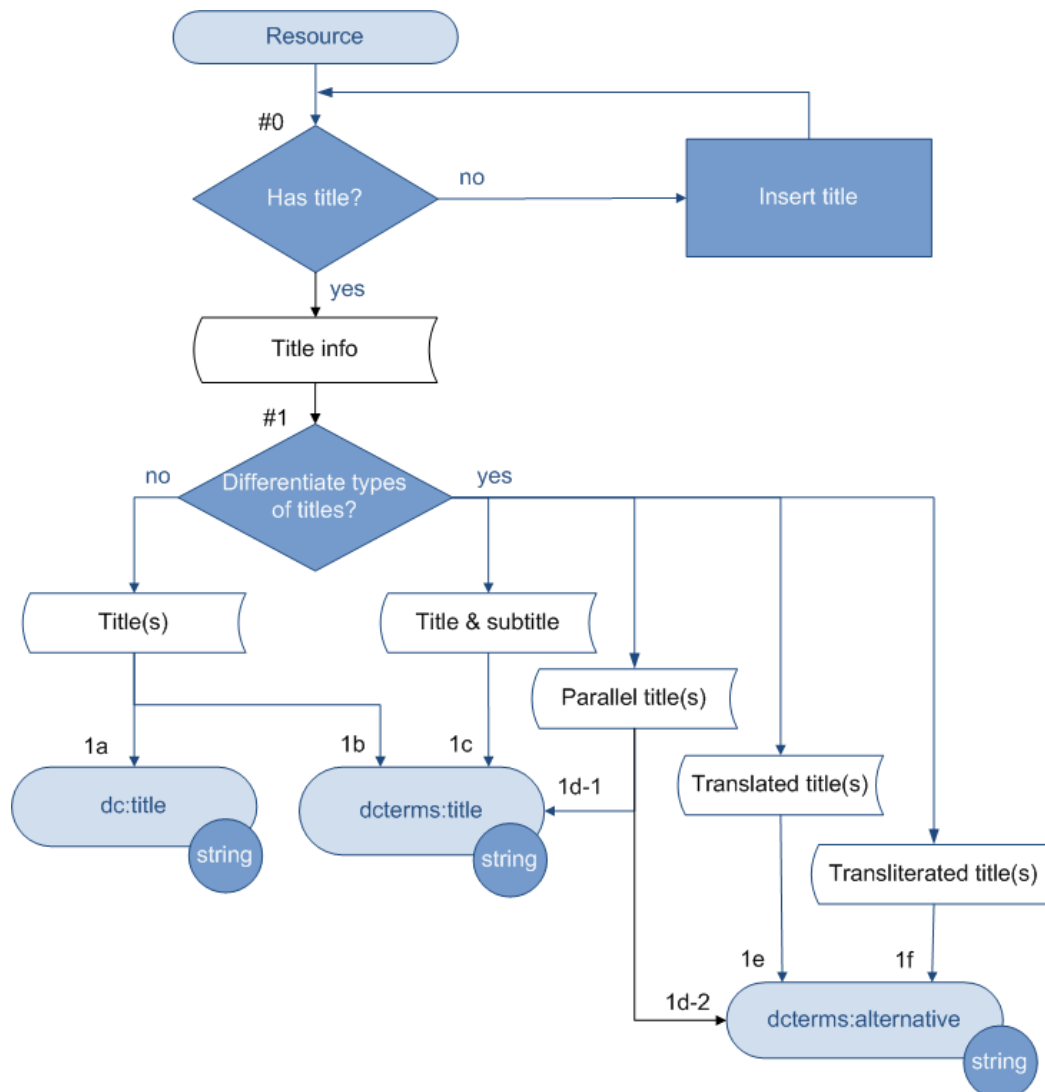 Resource
#0
Has title?
no
Insert title
yes
Title info
#1
no
Differentiate types
of titles?
yes
Title(s)
Title & subtitle
Parallel title(s)
1a
1b
1c
1d-1
Translated title(s)
dc:title
dcterms:title
string
string
Transliterated title(s)
1e
1f
1d-2
dcterms:alternative
string